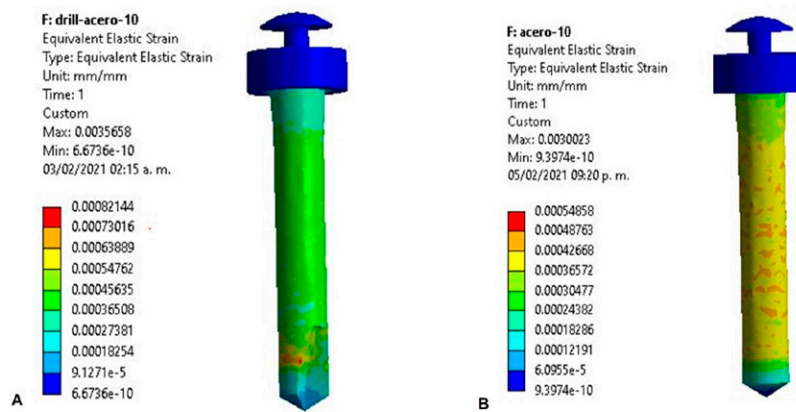 F: drill-acero-10
Equivalent Elastic Strain
Type: Equivalent Elastic Strain
Unit: mm/mm
Time: 1
Custom
Max: 0.0035658
Min: 6.6736e-10
03/02/2021 02:15 a. m.
0.00082144
0.00073016
0.00063889
0.00054762
0.00045635
0.00036508
0.00027381
0.00018254
9.1271e-5
6.6736e-10
A
F: acero-10
Equivalent Elastic Strain
Type: Equivalent Elastic Strain
Unit: mm/mm
Time: 1
Custom
Max: 0.0030023
Min: 9.3974e-10
05/02/2021 09:20 p. m.
0.00054858
0.00048763
0.00042668
0.00036572
0.00030477
0.00024382
0.00018286
0.00012191
6.0955e-5
9.3974e-10
B